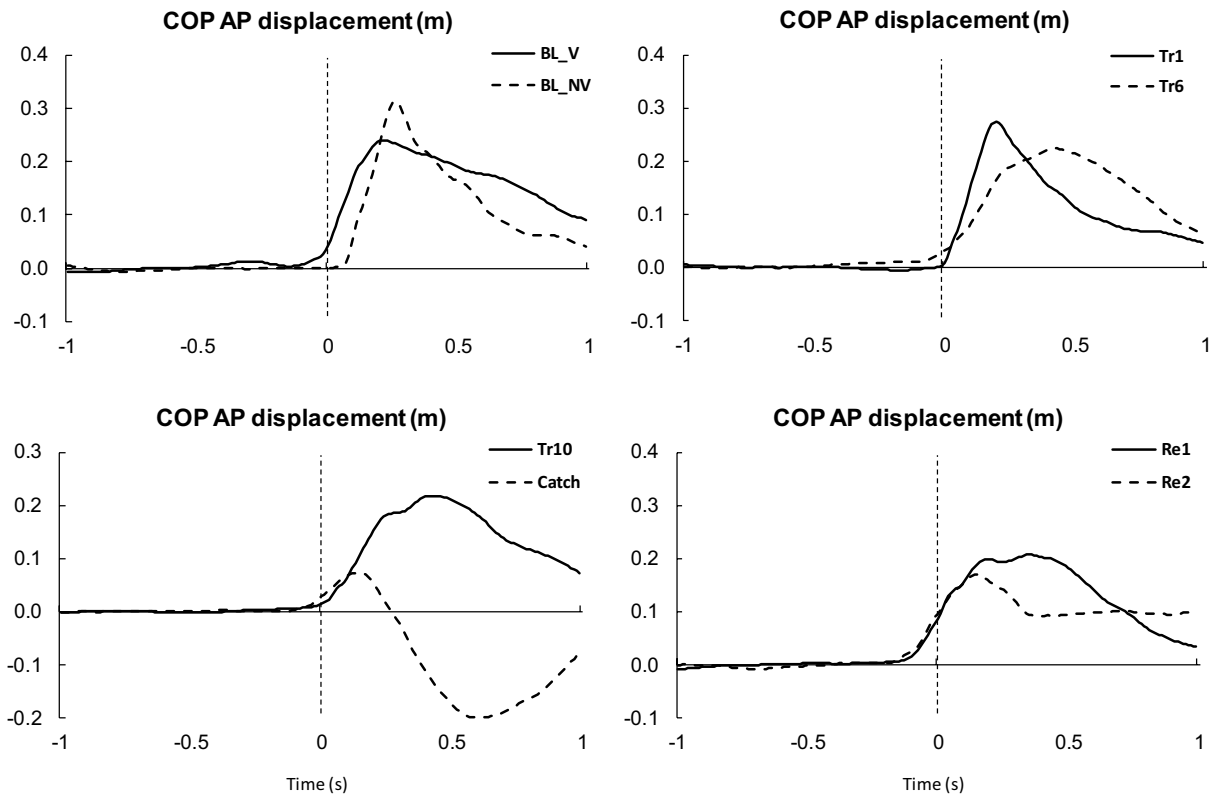 COP AP displacement (m)
BL_V
BL_NV
0.4
0.3
0.2
0.1
0.0
-0.1
-1 -0.5 0 0.5 1
COP AP displacement (m)
Tr1
Tr6
0.4
0.3
0.2
0.1
0.0
-0.1
-1 -0.5 0 0.5 1
COP AP displacement (m)
Tr10
Catch
0.3
0.2
0.1
0.0
-0.1
-0.2
-1 -0.5 0 0.5 1
Time (s)
COP AP displacement (m)
Re1
Re2
0.4
0.3
0.2
0.1
0.0
-0.1
-1 -0.5 0 0.5 1
Time (s)